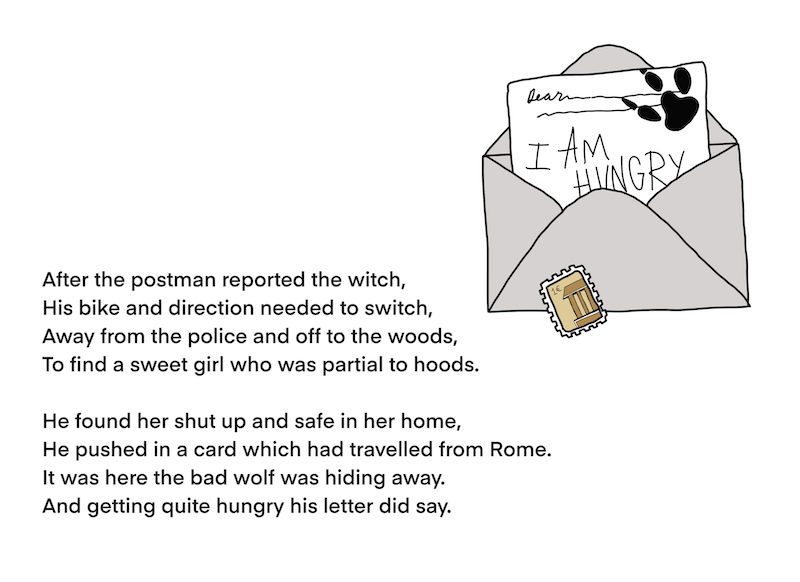 Dear
I AM
HUNGRY
1€
After the postman reported the witch,
His bike and direction needed to switch,
Away from the police and off to the woods,
To find a sweet girl who was partial to hoods.
He found her shut up and safe in her home,
He pushed in a card which had travelled from Rome.
It was here the bad wolf was hiding away.
And getting quite hungry his letter did say.